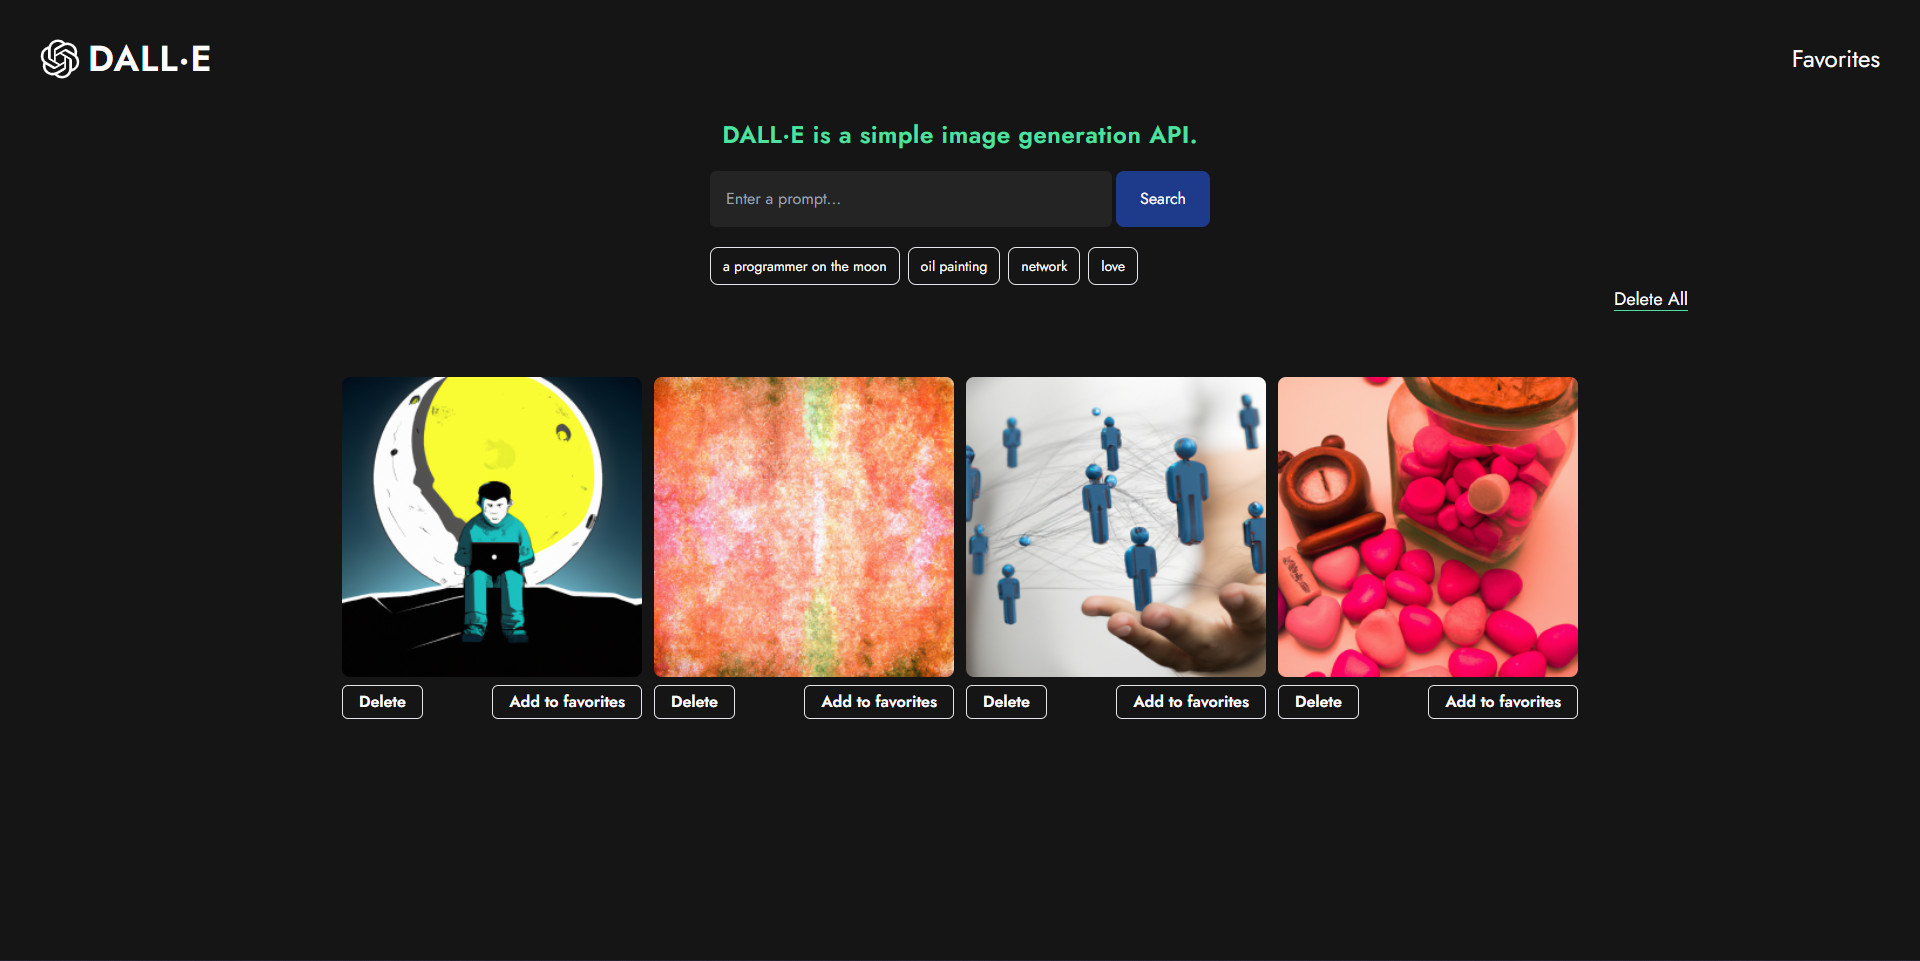 DALL·E
Favorites
DALL·E is a simple image generation API.
Enter a prompt...
Search
a programmer on the moon
oil painting
network
love
Delete All
Delete
Add to favorites
Delete
Add to favorites
Delete
Add to favorites
Delete
Add to favorites